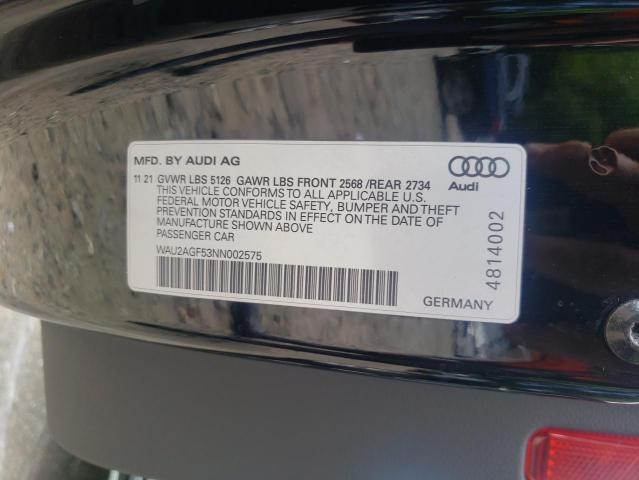 MFD. BY AUDI AG
11 21 GVWR LBS 5126 GAWR LBS FRONT 2568 /REAR 2734
THIS VEHICLE CONFORMS TO ALL APPLICABLE U.S.
FEDERAL MOTOR VEHICLE SAFETY, BUMPER AND THEFT
PREVENTION STANDARDS IN EFFECT ON THE DATE OF
MANUFACTURE SHOWN ABOVE
PASSENGER CAR
WAU2AGF53NN002575
Audi
4814002
GERMANY